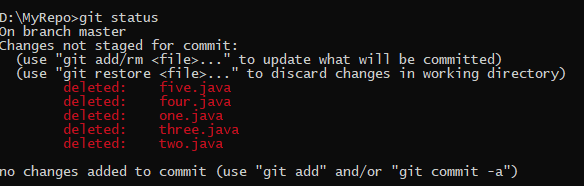 D:\MyRepo>git status
On branch master
Changes not staged for commit:
  (use "git add/rm <file>..." to update what will be committed)
  (use "git restore <file>..." to discard changes in working directory)
        deleted:    five.java
        deleted:    four.java
        deleted:    one.java
        deleted:    three.java
        deleted:    two.java
no changes added to commit (use "git add" and/or "git commit -a")